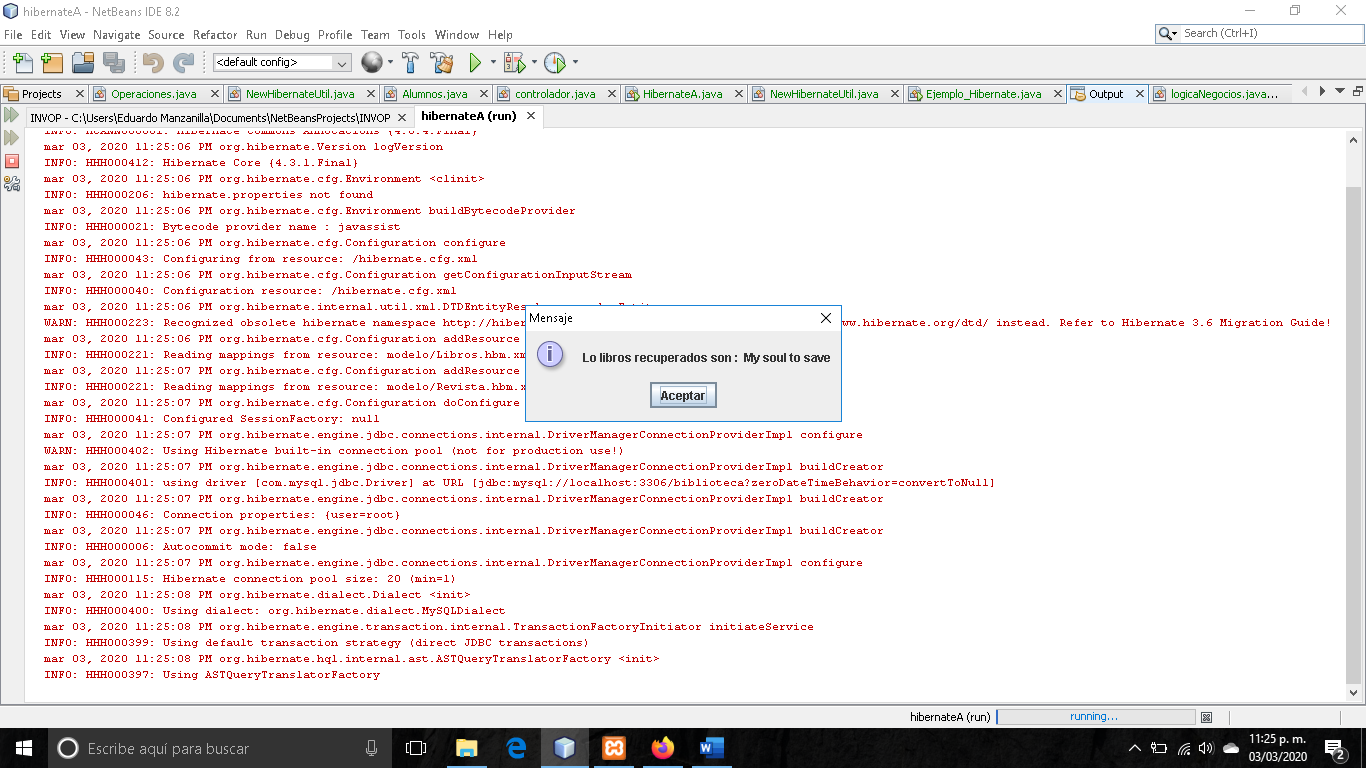 hibernateA - NetBeans IDE 8.2
File Edit View Navigate Source Refactor Run Debug Profile Team Tools Window Help
Search (Ctrl+I)
<default config>
Projects Operaciones.java NewHibernateUtil.java Alumnos.java controlador.java HibernateA.java NewHibernateUtil.java Ejemplo_Hibernate.java Output logicaNegocios.java...
INVOP - C:\Users\Eduardo Manzanilla\Documents\NetBeansProjects\INVOP hibernateA (run)
INFO: HCANN000001: Hibernate Commons Annotations {4.0.4.Final}
mar 03, 2020 11:25:06 PM org.hibernate.Version logVersion
INFO: HHH000412: Hibernate Core {4.3.1.Final}
mar 03, 2020 11:25:06 PM org.hibernate.cfg.Environment <clinit>
INFO: HHH000206: hibernate.properties not found
mar 03, 2020 11:25:06 PM org.hibernate.cfg.Environment buildBytecodeProvider
INFO: HHH000021: Bytecode provider name : javassist
mar 03, 2020 11:25:06 PM org.hibernate.cfg.Configuration configure
INFO: HHH000043: Configuring from resource: /hibernate.cfg.xml
mar 03, 2020 11:25:06 PM org.hibernate.cfg.Configuration getConfigurationInputStream
INFO: HHH000040: Configuration resource: /hibernate.cfg.xml
mar 03, 2020 11:25:06 PM org.hibernate.internal.util.xml.DTDEntityRes
WARN: HHH000223: Recognized obsolete hibernate namespace http://hiber ww.hibernate.org/dtd/ instead. Refer to Hibernate 3.6 Migration Guide!
mar 03, 2020 11:25:06 PM org.hibernate.cfg.Configuration addResource
INFO: HHH000221: Reading mappings from resource: modelo/Libros.hbm.xm
mar 03, 2020 11:25:07 PM org.hibernate.cfg.Configuration addResource
INFO: HHH000221: Reading mappings from resource: modelo/Revista.hbm.x
mar 03, 2020 11:25:07 PM org.hibernate.cfg.Configuration doConfigure
INFO: HHH000041: Configured SessionFactory: null
mar 03, 2020 11:25:07 PM org.hibernate.engine.jdbc.connections.internal.DriverManagerConnectionProviderImpl configure
WARN: HHH000402: Using Hibernate built-in connection pool (not for production use!)
mar 03, 2020 11:25:07 PM org.hibernate.engine.jdbc.connections.internal.DriverManagerConnectionProviderImpl buildCreator
INFO: HHH000401: using driver [com.mysql.jdbc.Driver] at URL [jdbc:mysql://localhost:3306/biblioteca?zeroDateTimeBehavior=convertToNull]
mar 03, 2020 11:25:07 PM org.hibernate.engine.jdbc.connections.internal.DriverManagerConnectionProviderImpl buildCreator
INFO: HHH000046: Connection properties: {user=root}
mar 03, 2020 11:25:07 PM org.hibernate.engine.jdbc.connections.internal.DriverManagerConnectionProviderImpl buildCreator
INFO: HHH000006: Autocommit mode: false
mar 03, 2020 11:25:07 PM org.hibernate.engine.jdbc.connections.internal.DriverManagerConnectionProviderImpl configure
INFO: HHH000115: Hibernate connection pool size: 20 (min=1)
mar 03, 2020 11:25:08 PM org.hibernate.dialect.Dialect <init>
INFO: HHH000400: Using dialect: org.hibernate.dialect.MySQLDialect
mar 03, 2020 11:25:08 PM org.hibernate.engine.transaction.internal.TransactionFactoryInitiator initiateService
INFO: HHH000399: Using default transaction strategy (direct JDBC transactions)
mar 03, 2020 11:25:08 PM org.hibernate.hql.internal.ast.ASTQueryTranslatorFactory <init>
INFO: HHH000397: Using ASTQueryTranslatorFactory
Mensaje
Lo libros recuperados son : My soul to save
Aceptar
hibernateA (run) running...
Escribe aquí para buscar
11:25 p. m.
03/03/2020
2